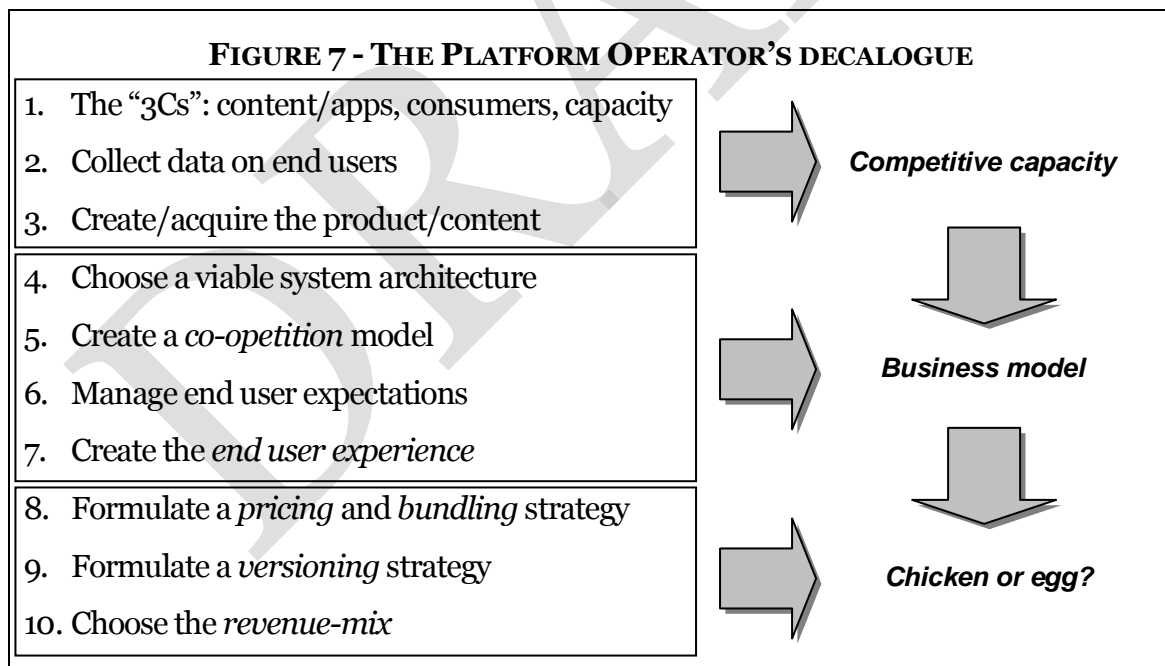 FIGURE 7 - THE PLATFORM OPERATOR'S DECALOGUE
1. The “3Cs”: content/apps, consumers, capacity
2. Collect data on end users
3. Create/acquire the product/content
Competitive capacity
4. Choose a viable system architecture
5. Create a co-opetition model
6. Manage end user expectations
7. Create the end user experience
Business model
8. Formulate a pricing and bundling strategy
9. Formulate a versioning strategy
10. Choose the revenue-mix
Chicken or egg?
DRA